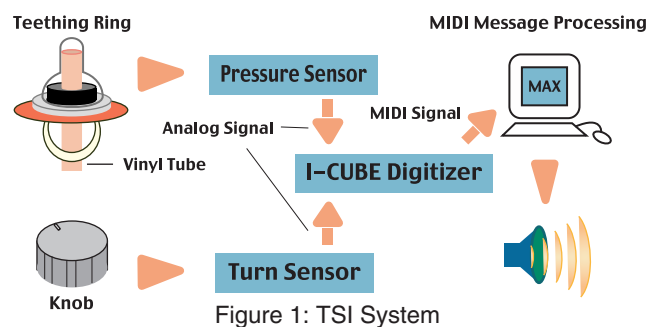 Teething Ring
MIDI Message Processing
Pressure Sensor
MAX
Analog Signal
MIDI Signal
Vinyl Tube
I-CUBE Digitizer
Turn Sensor
Knob
Figure 1: TSI System